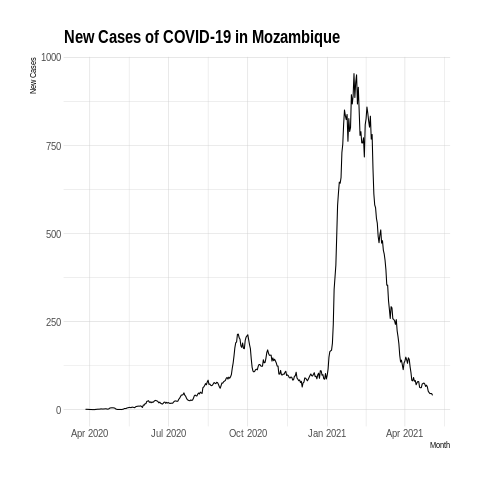 New Cases of COVID-19 in Mozambique
New Cases
1000
750
500
250
0
Apr 2020 Jul 2020 Oct 2020 Jan 2021 Apr 2021
Month